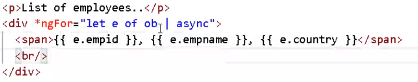 <p>List of employees..</p>
<div *ngFor="let e of ob | async">
<span>{{ e.empid }}, {{ e.empname }}, {{ e.country }}</span>
<br/>
</div>